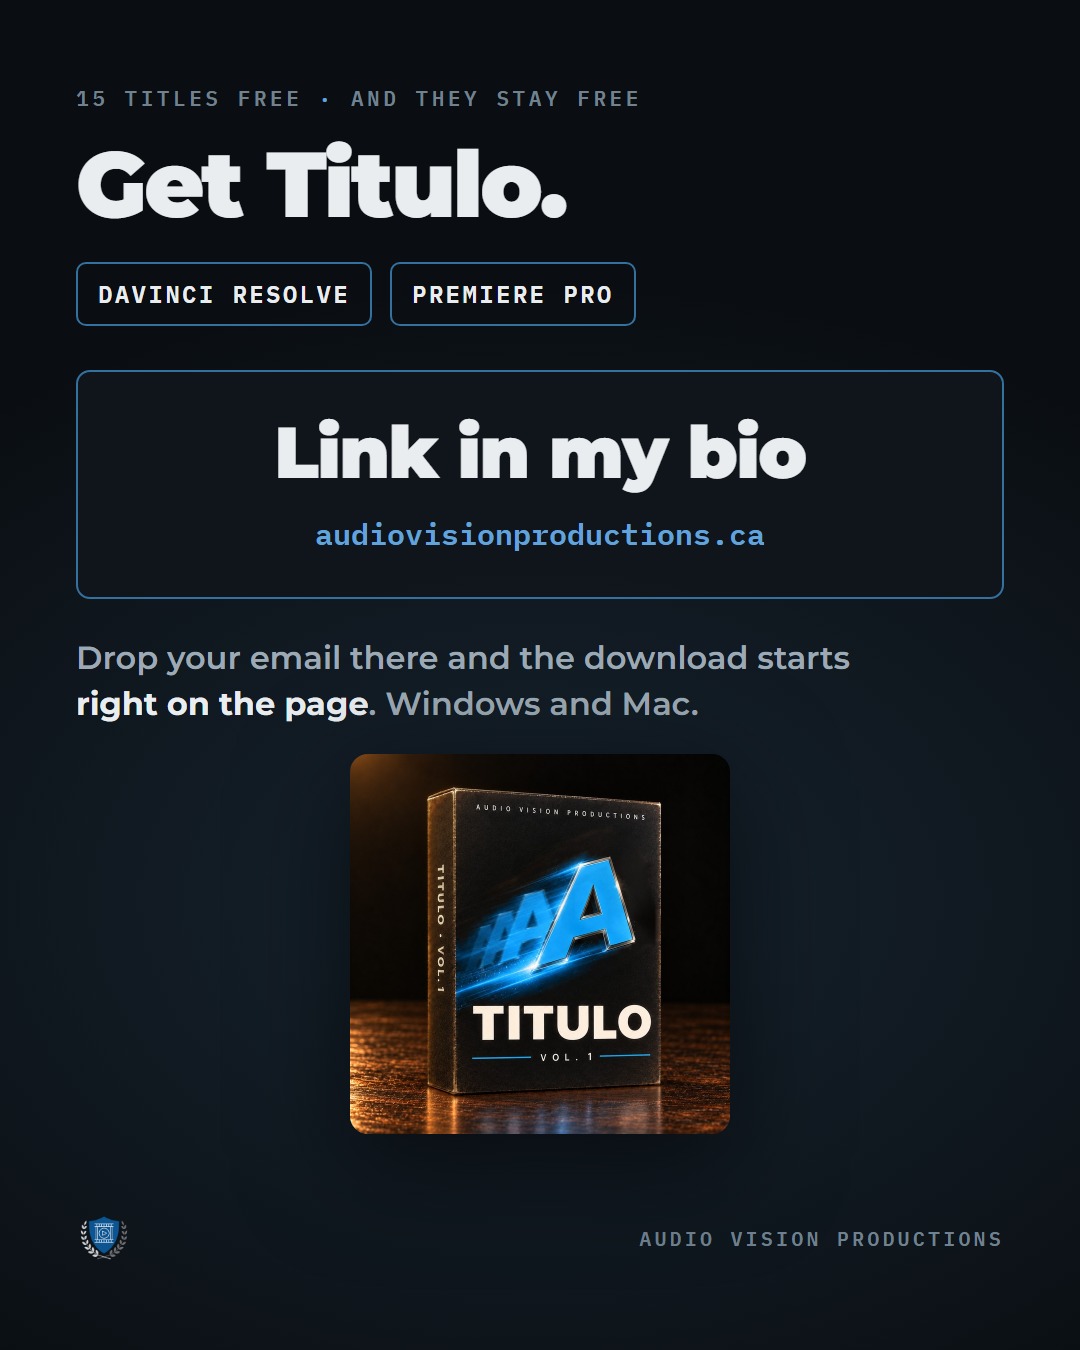 15 TITLES FREE · AND THEY STAY FREE
Get Titulo.
DAVINCI RESOLVE
PREMIERE PRO
Link in my bio
audiovisionproductions.ca
Drop your email there and the download starts
right on the page. Windows and Mac.
AUDIO VISION PRODUCTIONS
TITULO · VOL.1
A
TITULO
VOL. 1
AUDIO VISION PRODUCTIONS